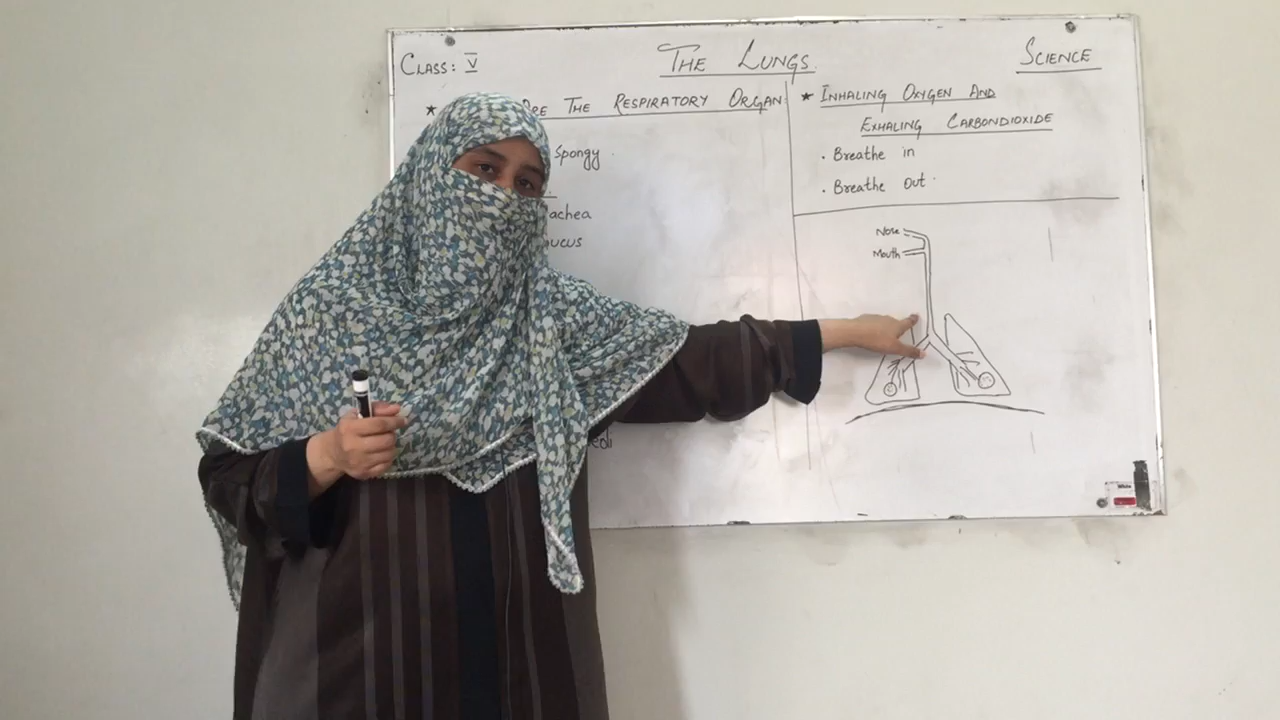 CLASS: V
THE LUNGS
SCIENCE
★ ARE THE RESPIRATORY ORGAN
Spongy
achea
ucus
★ INHALING OXYGEN AND
EXHALING CARBONDIOXIDE
. Breathe in
. Breathe Out
Nose
Mouth